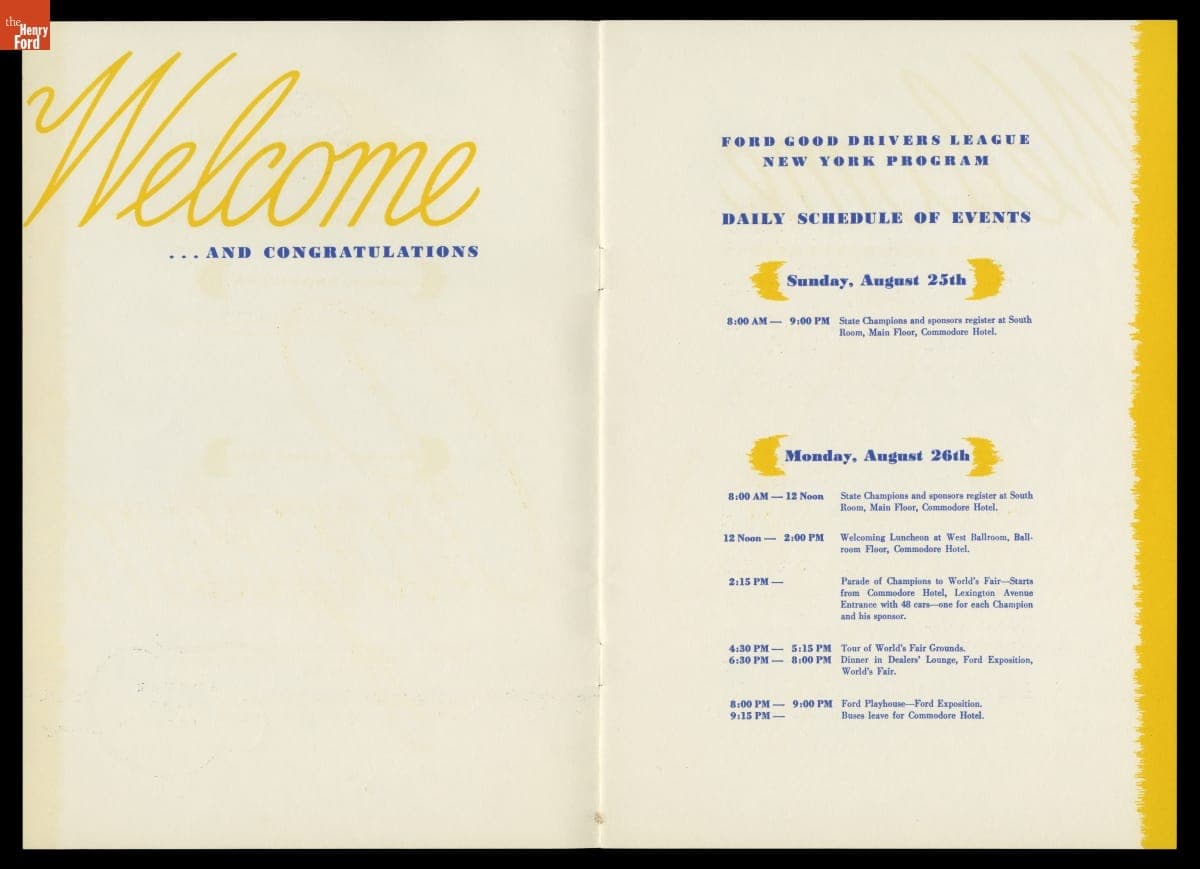 the
Henry
Ford
Welcome
...AND CONGRATULATIONS
FORD GOOD DRIVERS LEAGUE
NEW YORK PROGRAM
DAILY SCHEDULE OF EVENTS
Sunday, August 25th
8:00 AM — 9:00 PM State Champions and sponsors register at South
Room, Main Floor, Commodore Hotel.
Monday, August 26th
8:00 AM — 12 Noon State Champions and sponsors register at South
Room, Main Floor, Commodore Hotel.
12 Noon — 2:00 PM Welcoming Luncheon at West Ballroom, Ball-
room Floor, Commodore Hotel.
2:15 PM — Parade of Champions to World's Fair—Starts
from Commodore Hotel, Lexington Avenue
Entrance with 48 cars—one for each Champion
and his sponsor.
4:30 PM — 5:15 PM Tour of World's Fair Grounds.
6:30 PM — 8:00 PM Dinner in Dealers' Lounge, Ford Exposition,
World's Fair.
8:00 PM — 9:00 PM Ford Playhouse—Ford Exposition.
9:15 PM — Buses leave for Commodore Hotel.